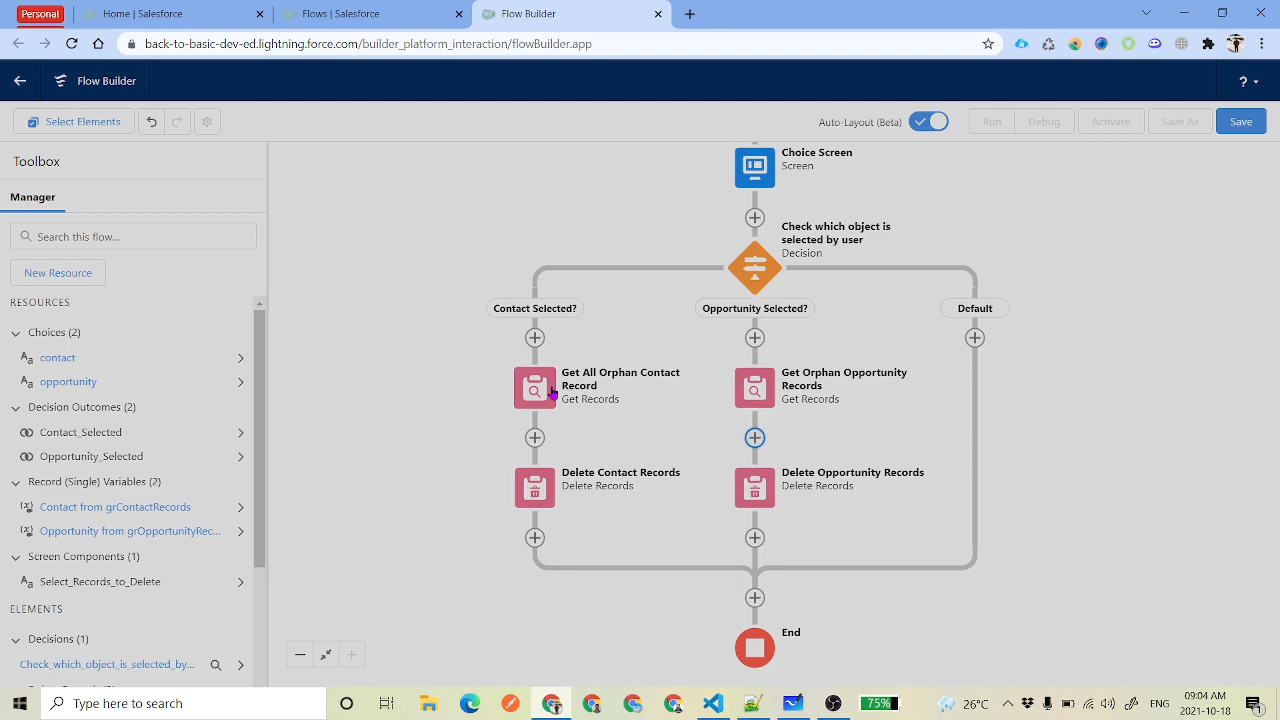 Personal
Home | Salesforce
Flows | Salesforce
Flow Builder
back-to-basic-dev-ed.lightning.force.com/builder_platform_interaction/flowBuilder.app
Flow Builder
?
Select Elements
Auto-Layout (Beta)
Run
Debug
Activate
Save As
Save
Toolbox
Manager
Search this flow...
New Resource
RESOURCES
Choices (2)
contact
opportunity
Decision Outcomes (2)
Contact_Selected
Opportunity_Selected
Record (Single) Variables (2)
Contact from grContactRecords
Opportunity from grOpportunityRec...
Screen Components (1)
Select_Records_to_Delete
ELEMENTS
Decisions (1)
Check_which_object_is_selected_by...
Choice Screen
Screen
Check which object is
selected by user
Decision
Contact Selected?
Opportunity Selected?
Default
Get All Orphan Contact
Record
Get Records
Get Orphan Opportunity
Records
Get Records
Delete Contact Records
Delete Records
Delete Opportunity Records
Delete Records
End
Type here to search
75%
26°C
09:04 AM
2021-10-18